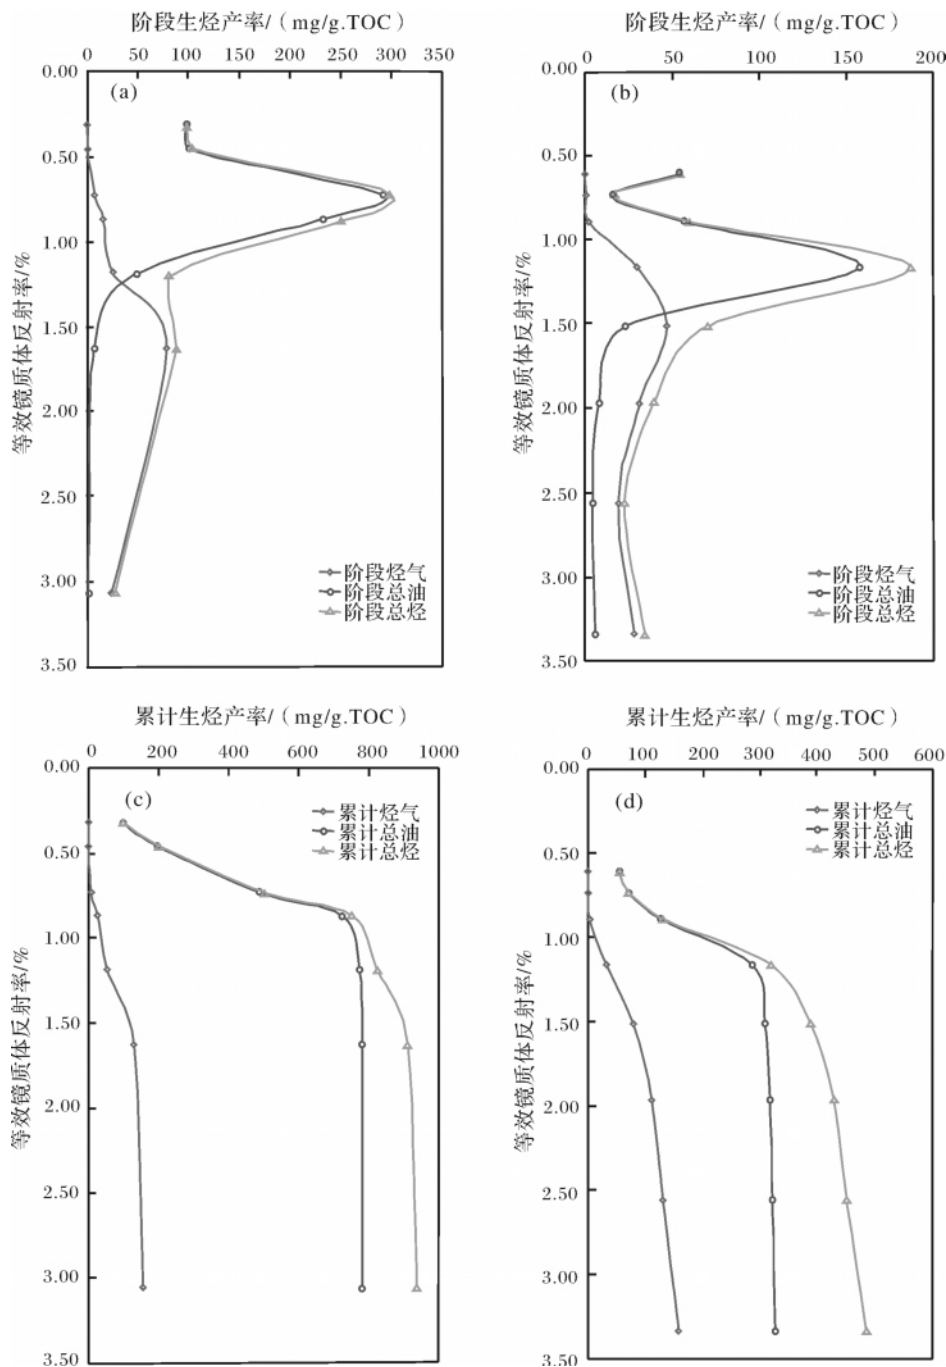 阶段生烃产率/（mg/g.TOC）
0 50 100 150 200 250 300 350
0.00
0.50
1.00
1.50
2.00
2.50
3.00
3.50
等效镜质体反射率/%
(a)
阶段烃气
阶段总油
阶段总烃
阶段生烃产率/（mg/g.TOC）
0 50 100 150 200
0.00
0.50
1.00
1.50
2.00
2.50
3.00
3.50
等效镜质体反射率/%
(b)
阶段烃气
阶段总油
阶段总烃
累计生烃产率/（mg/g.TOC）
0 200 400 600 800 1000
0.00
0.50
1.00
1.50
2.00
2.50
3.00
3.50
等效镜质体反射率/%
(c)
累计烃气
累计总油
累计总烃
累计生烃产率/（mg/g.TOC）
0 100 200 300 400 500 600
0.00
0.50
1.00
1.50
2.00
2.50
3.00
3.50
等效镜质体反射率/%
(d)
累计烃气
累计总油
累计总烃